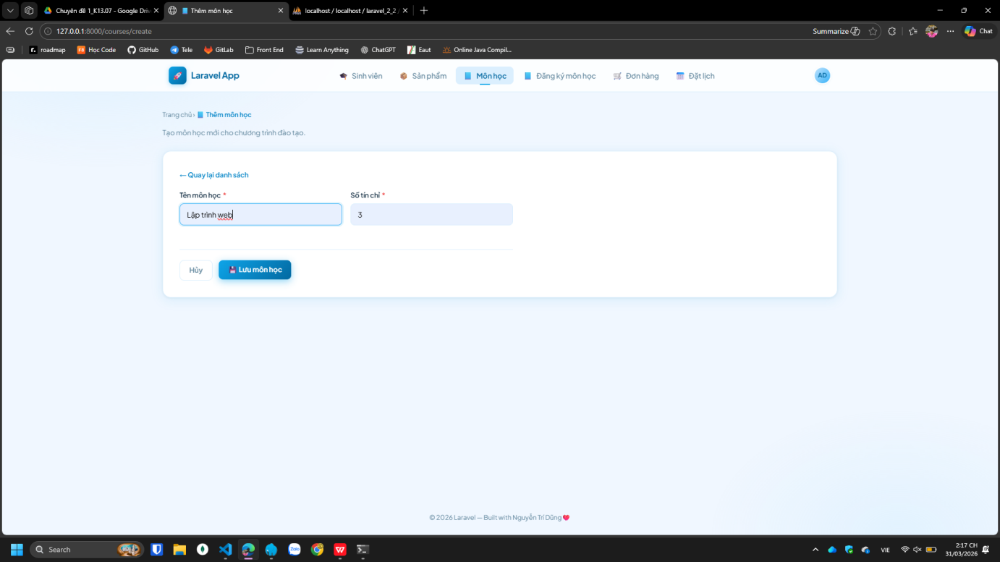 Chuyên đề 1_K13.07 - Google Driv
Thêm môn học
localhost / localhost / laravel_2_2 /
127.0.0.1:8000/courses/create
Summarize
Chat
roadmap
F8 Học Code
GitHub
Tele
GitLab
Front End
Learn Anything
ChatGPT
Eaut
Online Java Compil...
Laravel App
Sinh viên
Sản phẩm
Môn học
Đăng ký môn học
Đơn hàng
Đặt lịch
AD
Trang chủ › Thêm môn học
Tạo môn học mới cho chương trình đào tạo.
← Quay lại danh sách
Tên môn học *
Số tín chỉ *
Lập trình web
3
Hủy
Lưu môn học
© 2026 Laravel — Built with Nguyễn Trí Dũng
Search
Zalo
VIE
2:17 CH
31/03/2026